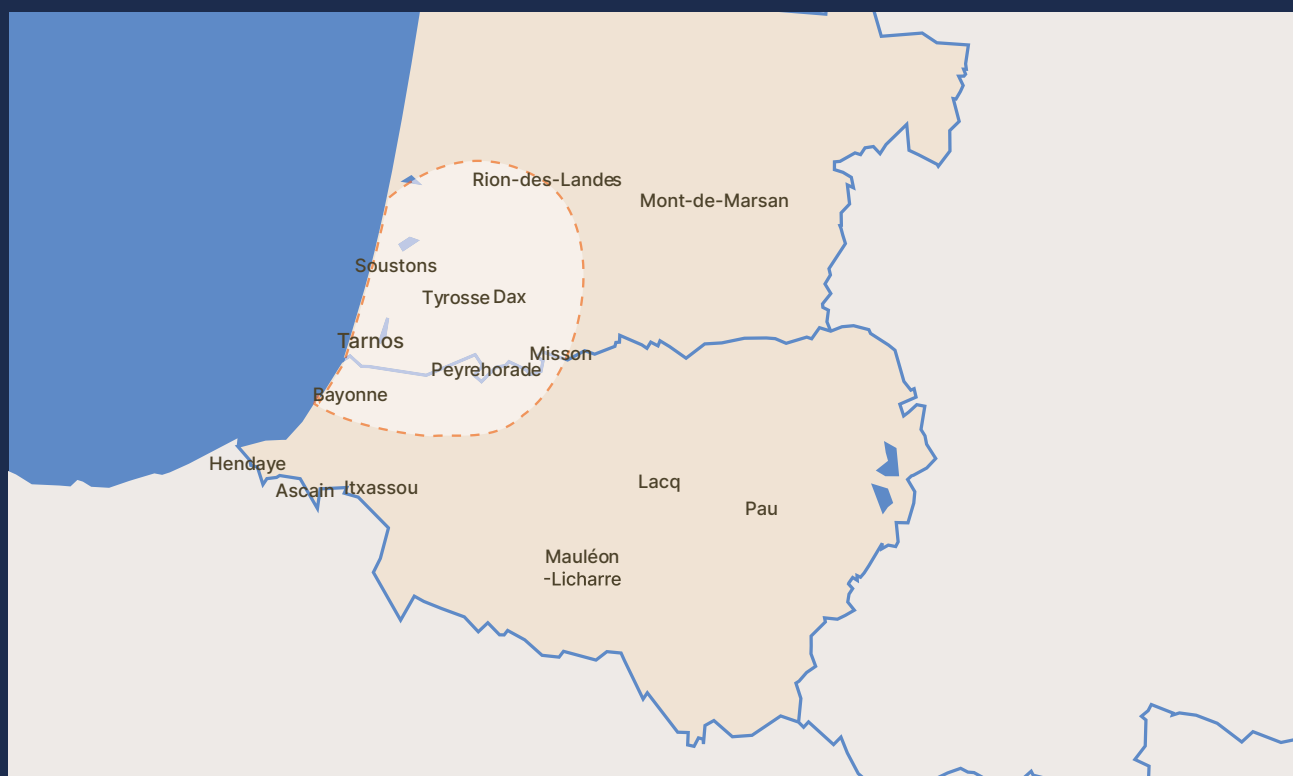 Rion-des-Landes
Mont-de-Marsan
Soustons
Tyrosse
Dax
Tarnos
Misson
Peyrehorade
Bayonne
Hendaye
Ascain
Itxassou
Lacq
Pau
Mauléon
-Licharre